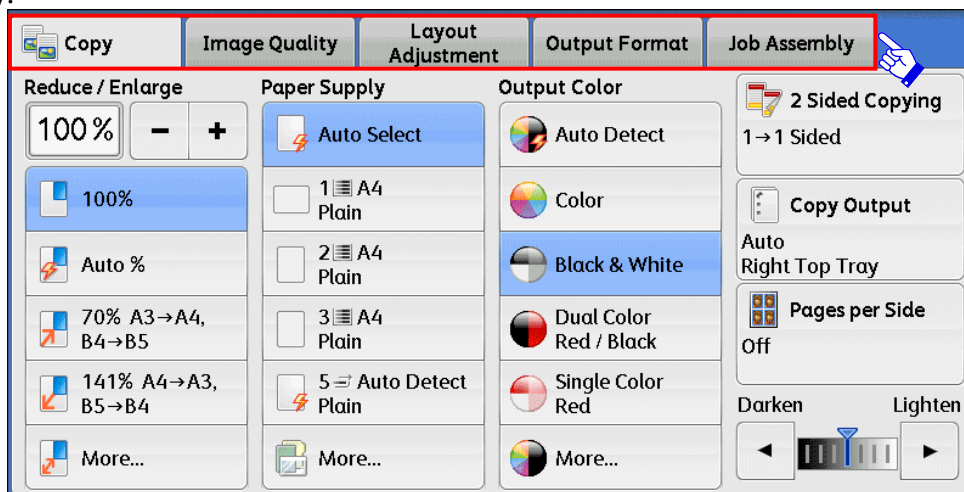 y.
Copy
Image Quality
Layout
Adjustment
Output Format
Job Assembly
Reduce / Enlarge
100%
-
+
100%
Auto %
70% A3→A4,
B4→B5
141% A4→A3,
B5→B4
More...
Paper Supply
Auto Select
1 A4
Plain
2 A4
Plain
3 A4
Plain
5 Auto Detect
Plain
More...
Output Color
Auto Detect
Color
Black & White
Dual Color
Red / Black
Single Color
Red
More...
2 Sided Copying
1→1 Sided
Copy Output
Auto
Right Top Tray
Pages per Side
Off
Darken Lighten